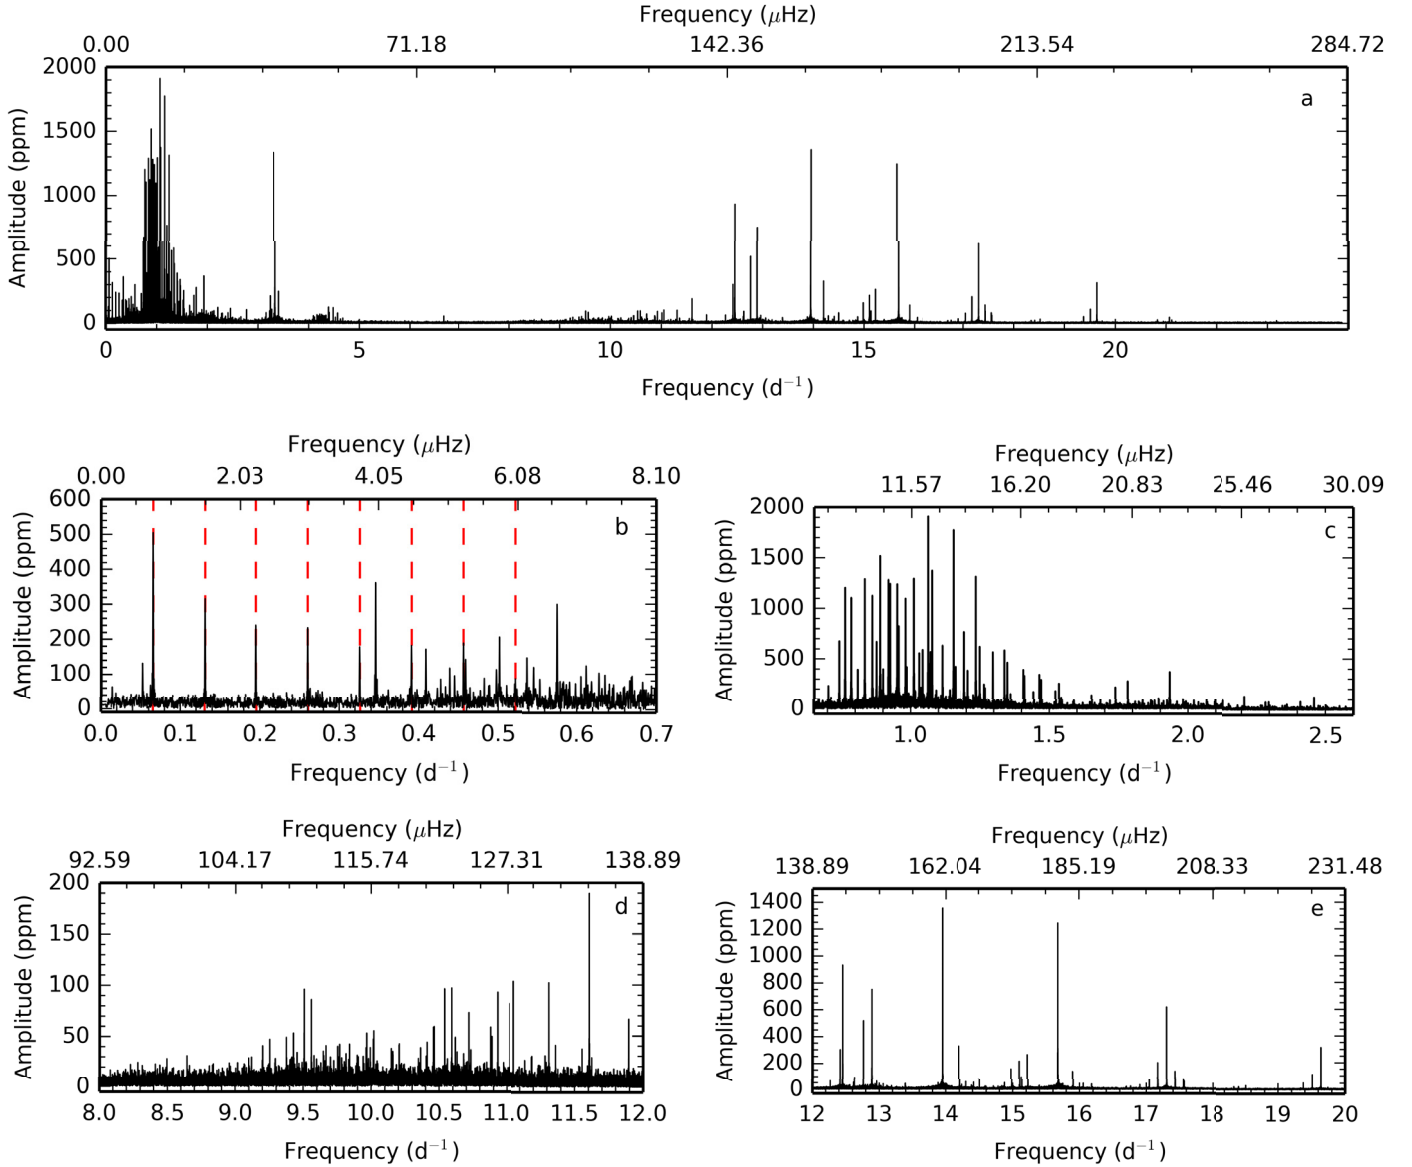 Frequency (μHz)
0.00 71.18 142.36 213.54 284.72
2000
1500
1000
500
0
Amplitude (ppm)
a
0 5 10 15 20
Frequency (d⁻¹)
Frequency (μHz)
0.00 2.03 4.05 6.08 8.10
600
500
400
300
200
100
0
Amplitude (ppm)
b
0.0 0.1 0.2 0.3 0.4 0.5 0.6 0.7
Frequency (d⁻¹)
Frequency (μHz)
11.57 16.20 20.83 25.46 30.09
2000
1500
1000
500
0
Amplitude (ppm)
c
1.0 1.5 2.0 2.5
Frequency (d⁻¹)
Frequency (μHz)
92.59 104.17 115.74 127.31 138.89
200
150
100
50
0
Amplitude (ppm)
d
8.0 8.5 9.0 9.5 10.0 10.5 11.0 11.5 12.0
Frequency (d⁻¹)
Frequency (μHz)
138.89 162.04 185.19 208.33 231.48
1400
1200
1000
800
600
400
200
0
Amplitude (ppm)
e
12 13 14 15 16 17 18 19 20
Frequency (d⁻¹)